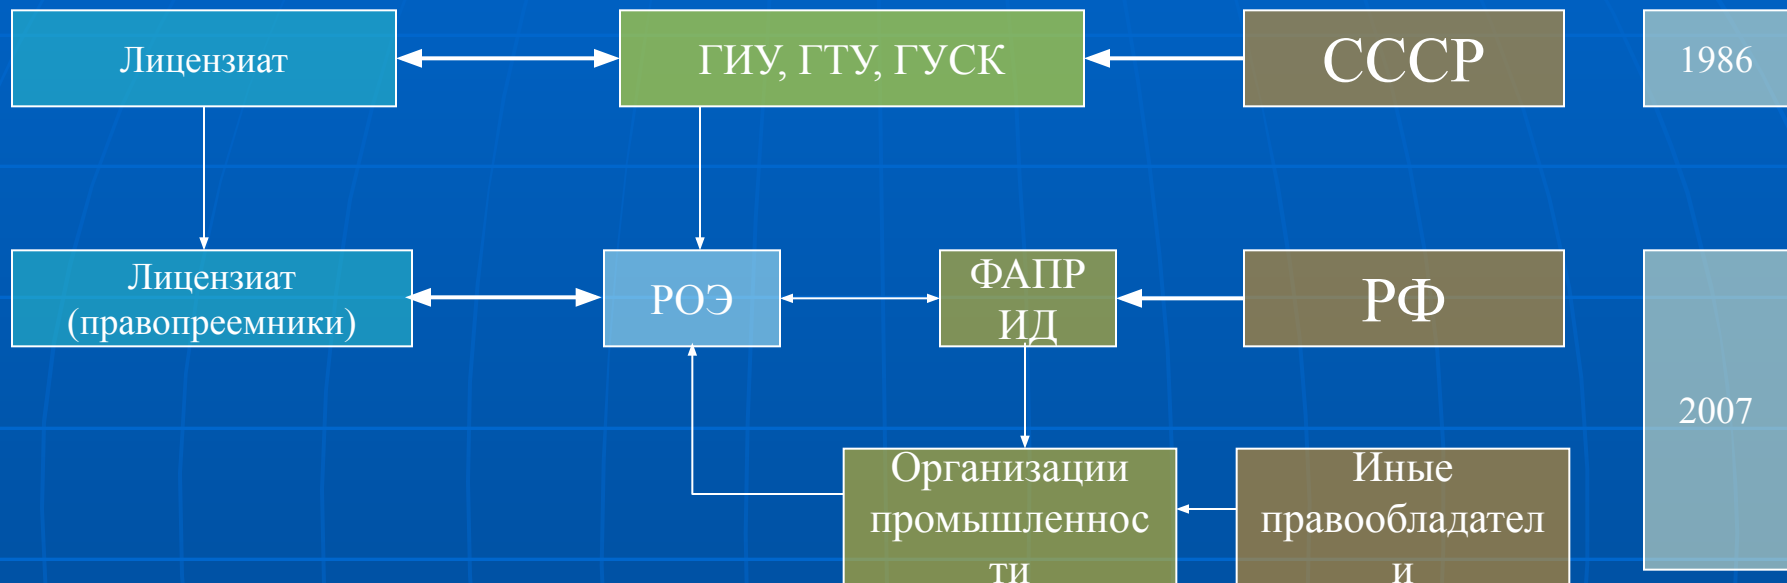 Лицензиат
ГИУ, ГТУ, ГУСК
СССР
1986
Лицензиат
(правопреемники)
РОЭ
ФАПР
ИД
РФ
2007
Организации
промышленнос
ти
Иные
правообладател
и